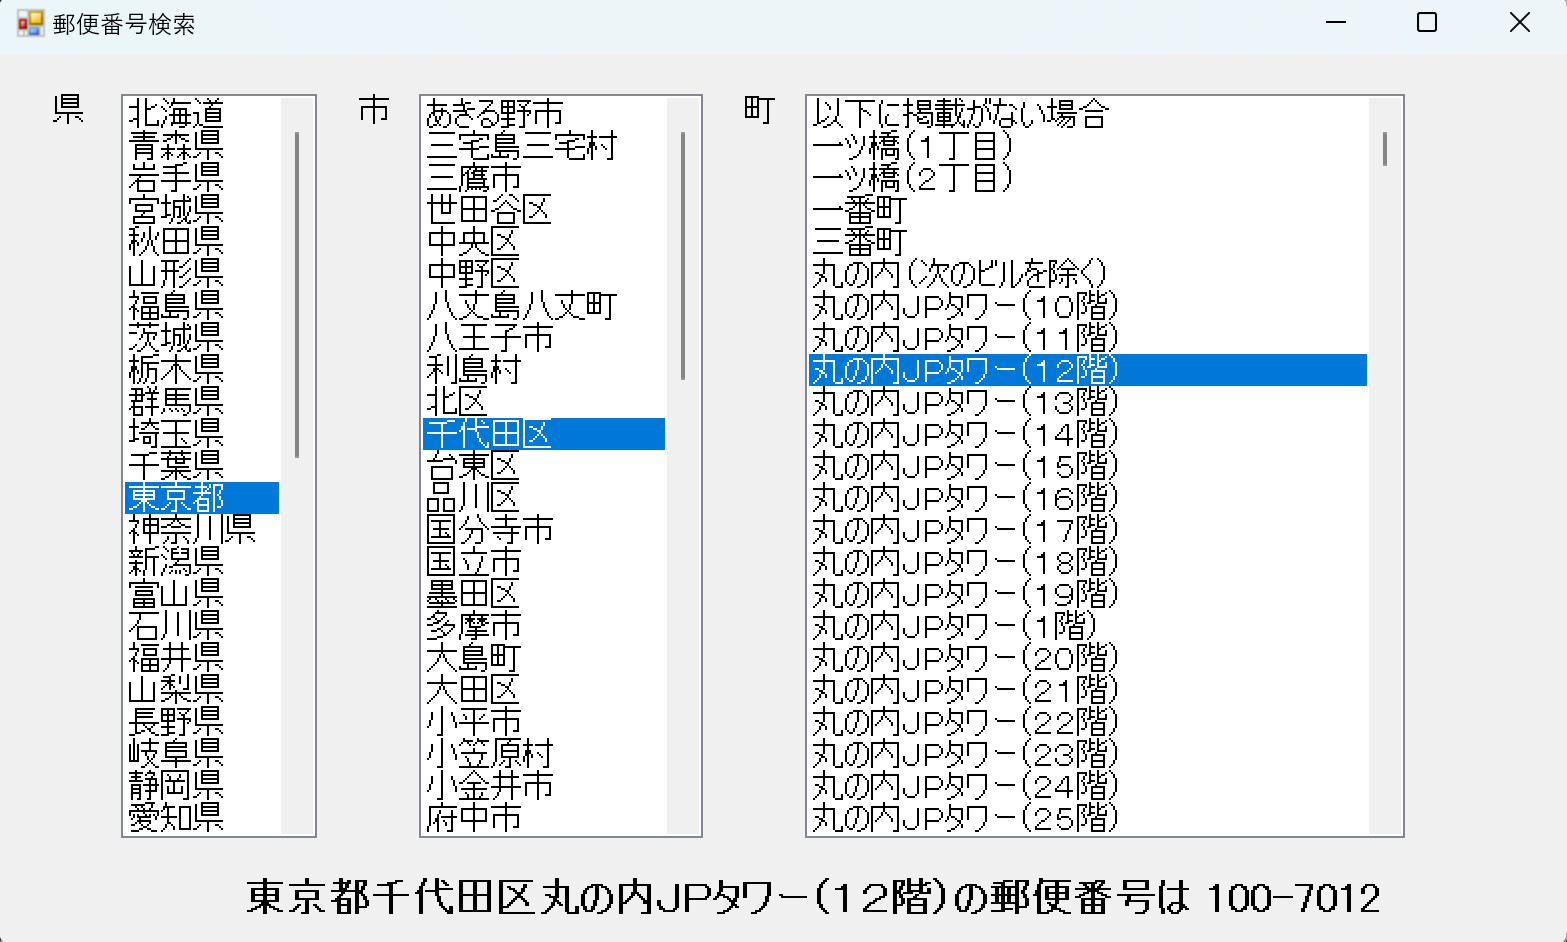 郵便番号検索
県
北海道
青森県
岩手県
宮城県
秋田県
山形県
福島県
茨城県
栃木県
群馬県
埼玉県
千葉県
東京都
神奈川県
新潟県
富山県
石川県
福井県
山梨県
長野県
岐阜県
静岡県
愛知県
市
あきる野市
三宅島三宅村
三鷹市
世田谷区
中央区
中野区
八丈島八丈町
八王子市
利島村
北区
千代田区
台東区
品川区
国分寺市
国立市
墨田区
多摩市
大島町
大田区
小平市
小笠原村
小金井市
府中市
町
以下に掲載がない場合
一ツ橋(1丁目)
一ツ橋(2丁目)
一番町
三番町
丸の内(次のビルを除く)
丸の内JPタワー(10階)
丸の内JPタワー(11階)
丸の内JPタワー(12階)
丸の内JPタワー(13階)
丸の内JPタワー(14階)
丸の内JPタワー(15階)
丸の内JPタワー(16階)
丸の内JPタワー(17階)
丸の内JPタワー(18階)
丸の内JPタワー(19階)
丸の内JPタワー(1階)
丸の内JPタワー(20階)
丸の内JPタワー(21階)
丸の内JPタワー(22階)
丸の内JPタワー(23階)
丸の内JPタワー(24階)
丸の内JPタワー(25階)
東京都千代田区丸の内JPタワー(12階)の郵便番号は 100-7012